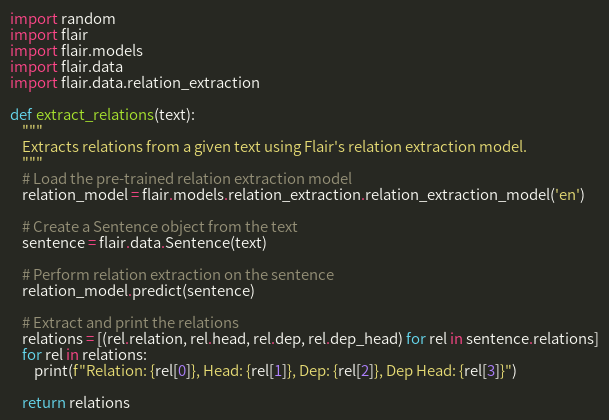 import random
import flair
import flair.models
import flair.data
import flair.data.relation_extraction

def extract_relations(text):
    """
    Extracts relations from a given text using Flair's relation extraction model.
    """
    # Load the pre-trained relation extraction model
    relation_model = flair.models.relation_extraction.relation_extraction_model('en')

    # Create a Sentence object from the text
    sentence = flair.data.Sentence(text)

    # Perform relation extraction on the sentence
    relation_model.predict(sentence)

    # Extract and print the relations
    relations = [(rel.relation, rel.head, rel.dep, rel.dep_head) for rel in sentence.relations]
    for rel in relations:
        print(f"Relation: {rel[0]}, Head: {rel[1]}, Dep: {rel[2]}, Dep Head: {rel[3]}")

    return relations